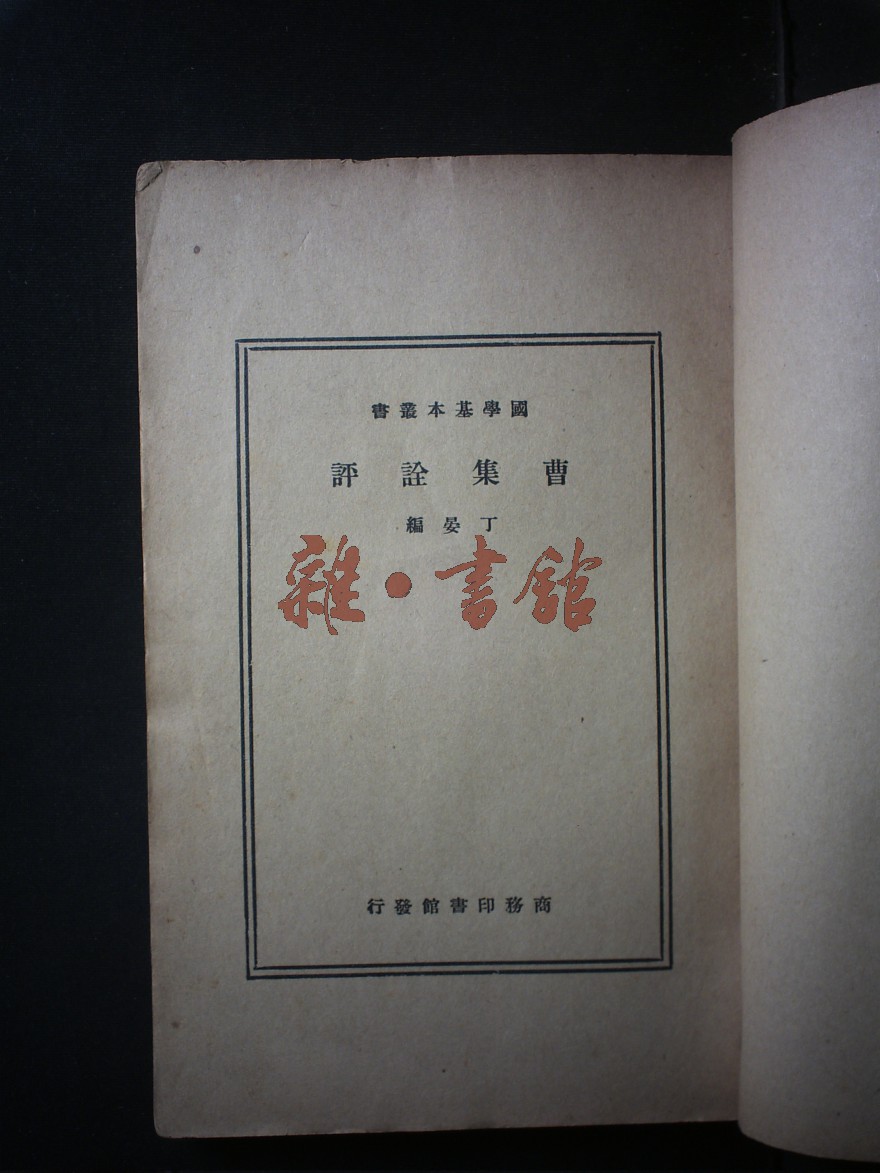 國學基本叢書
曹集詮評
丁晏編
雜·書館
商務印書館發行